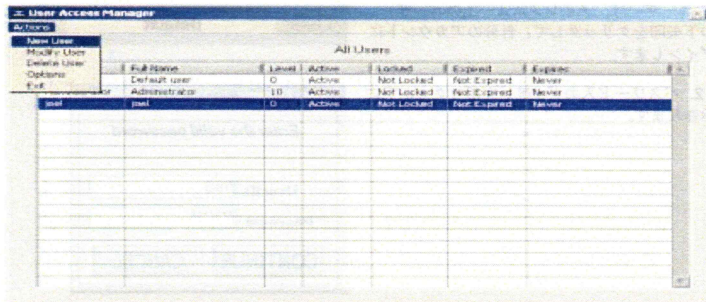 User Access Manager
Actions
New User
Modify User
Delete User
Options
Exit
All Users
Full Name Level Active Locked Expired Expires
Default user 0 Active Not Locked Not Expired Never
Administrator 10 Active Not Locked Not Expired Never
joel joel 0 Active Not Locked Not Expired Never